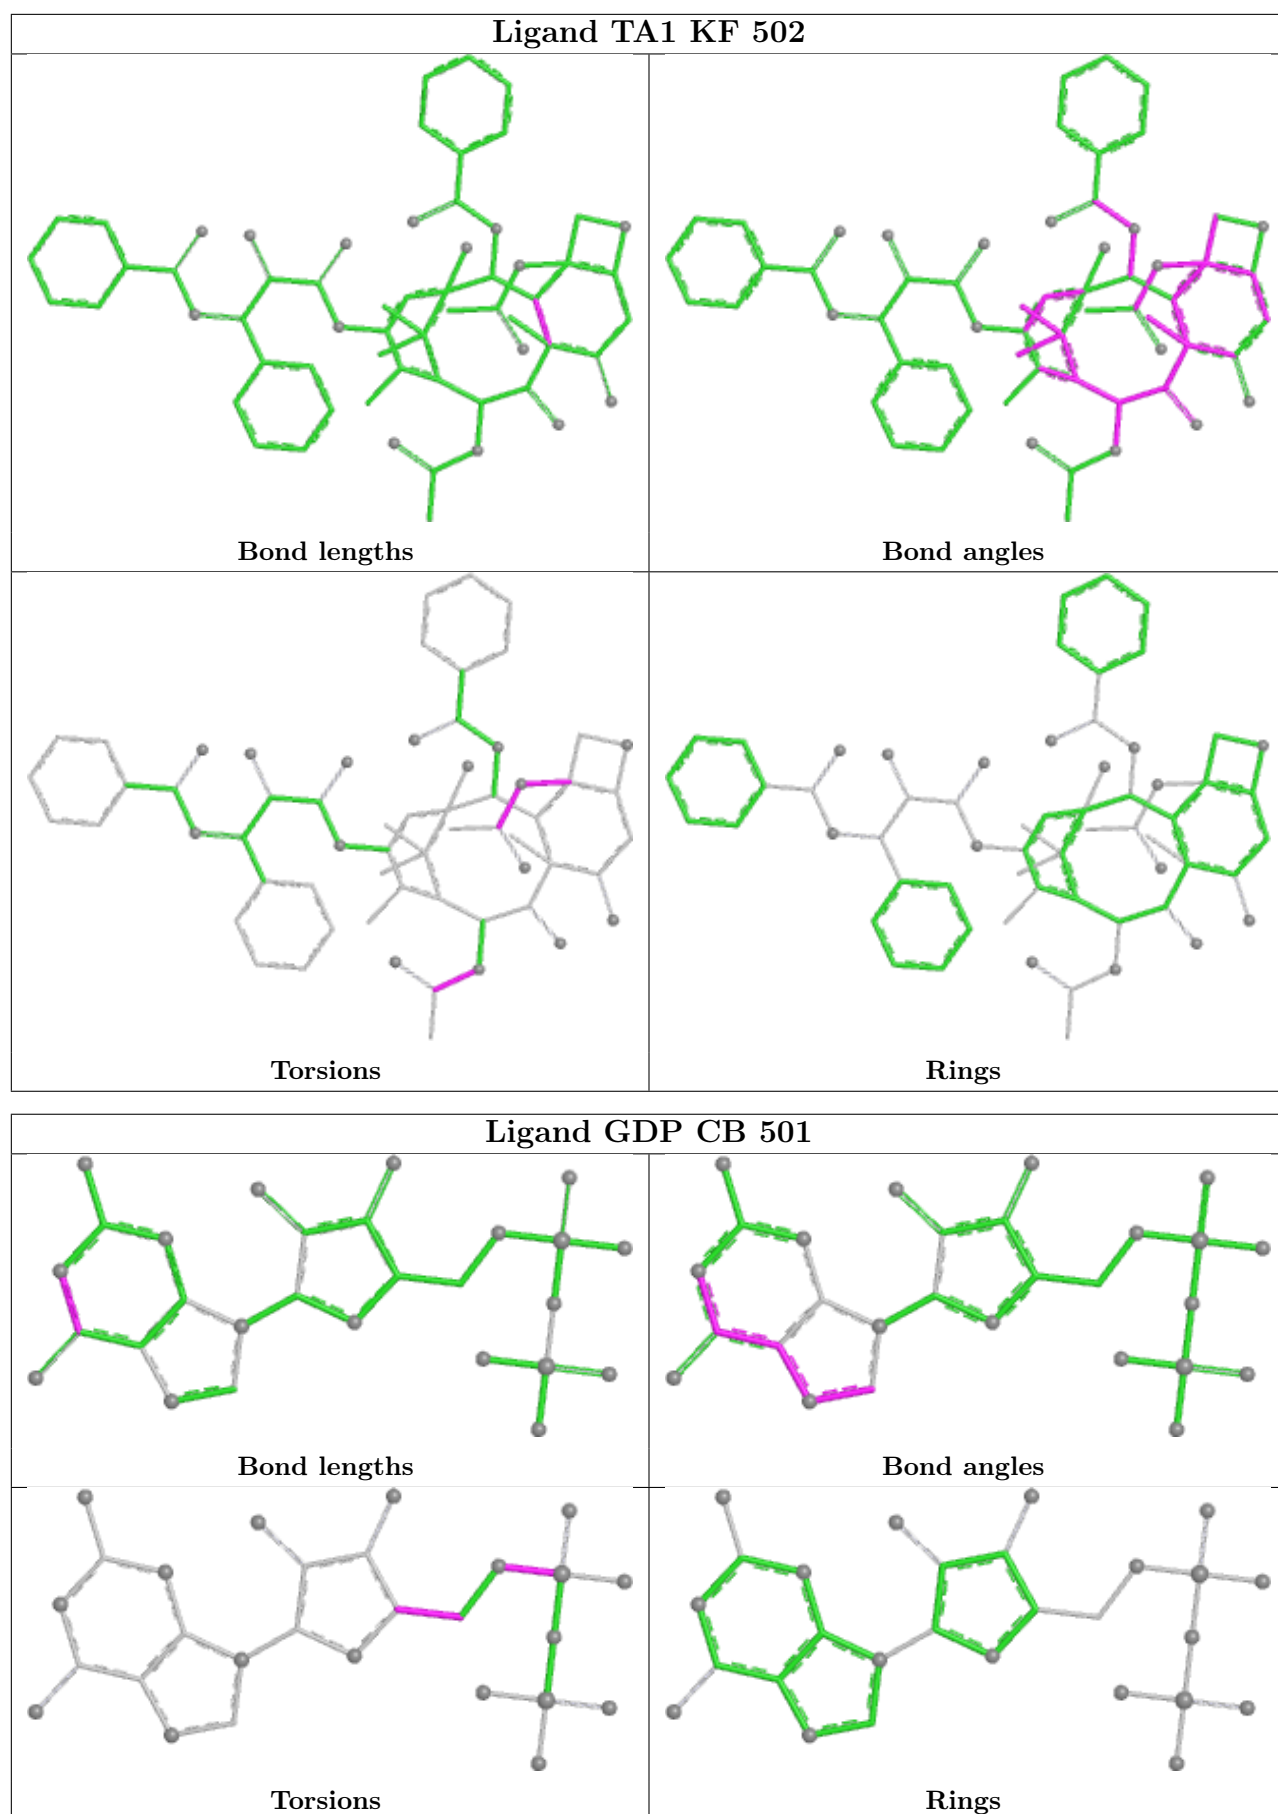 Ligand TA1 KF 502
Bond lengths
Bond angles
Torsions
Rings
Ligand GDP CB 501
Bond lengths
Bond angles
Torsions
Rings